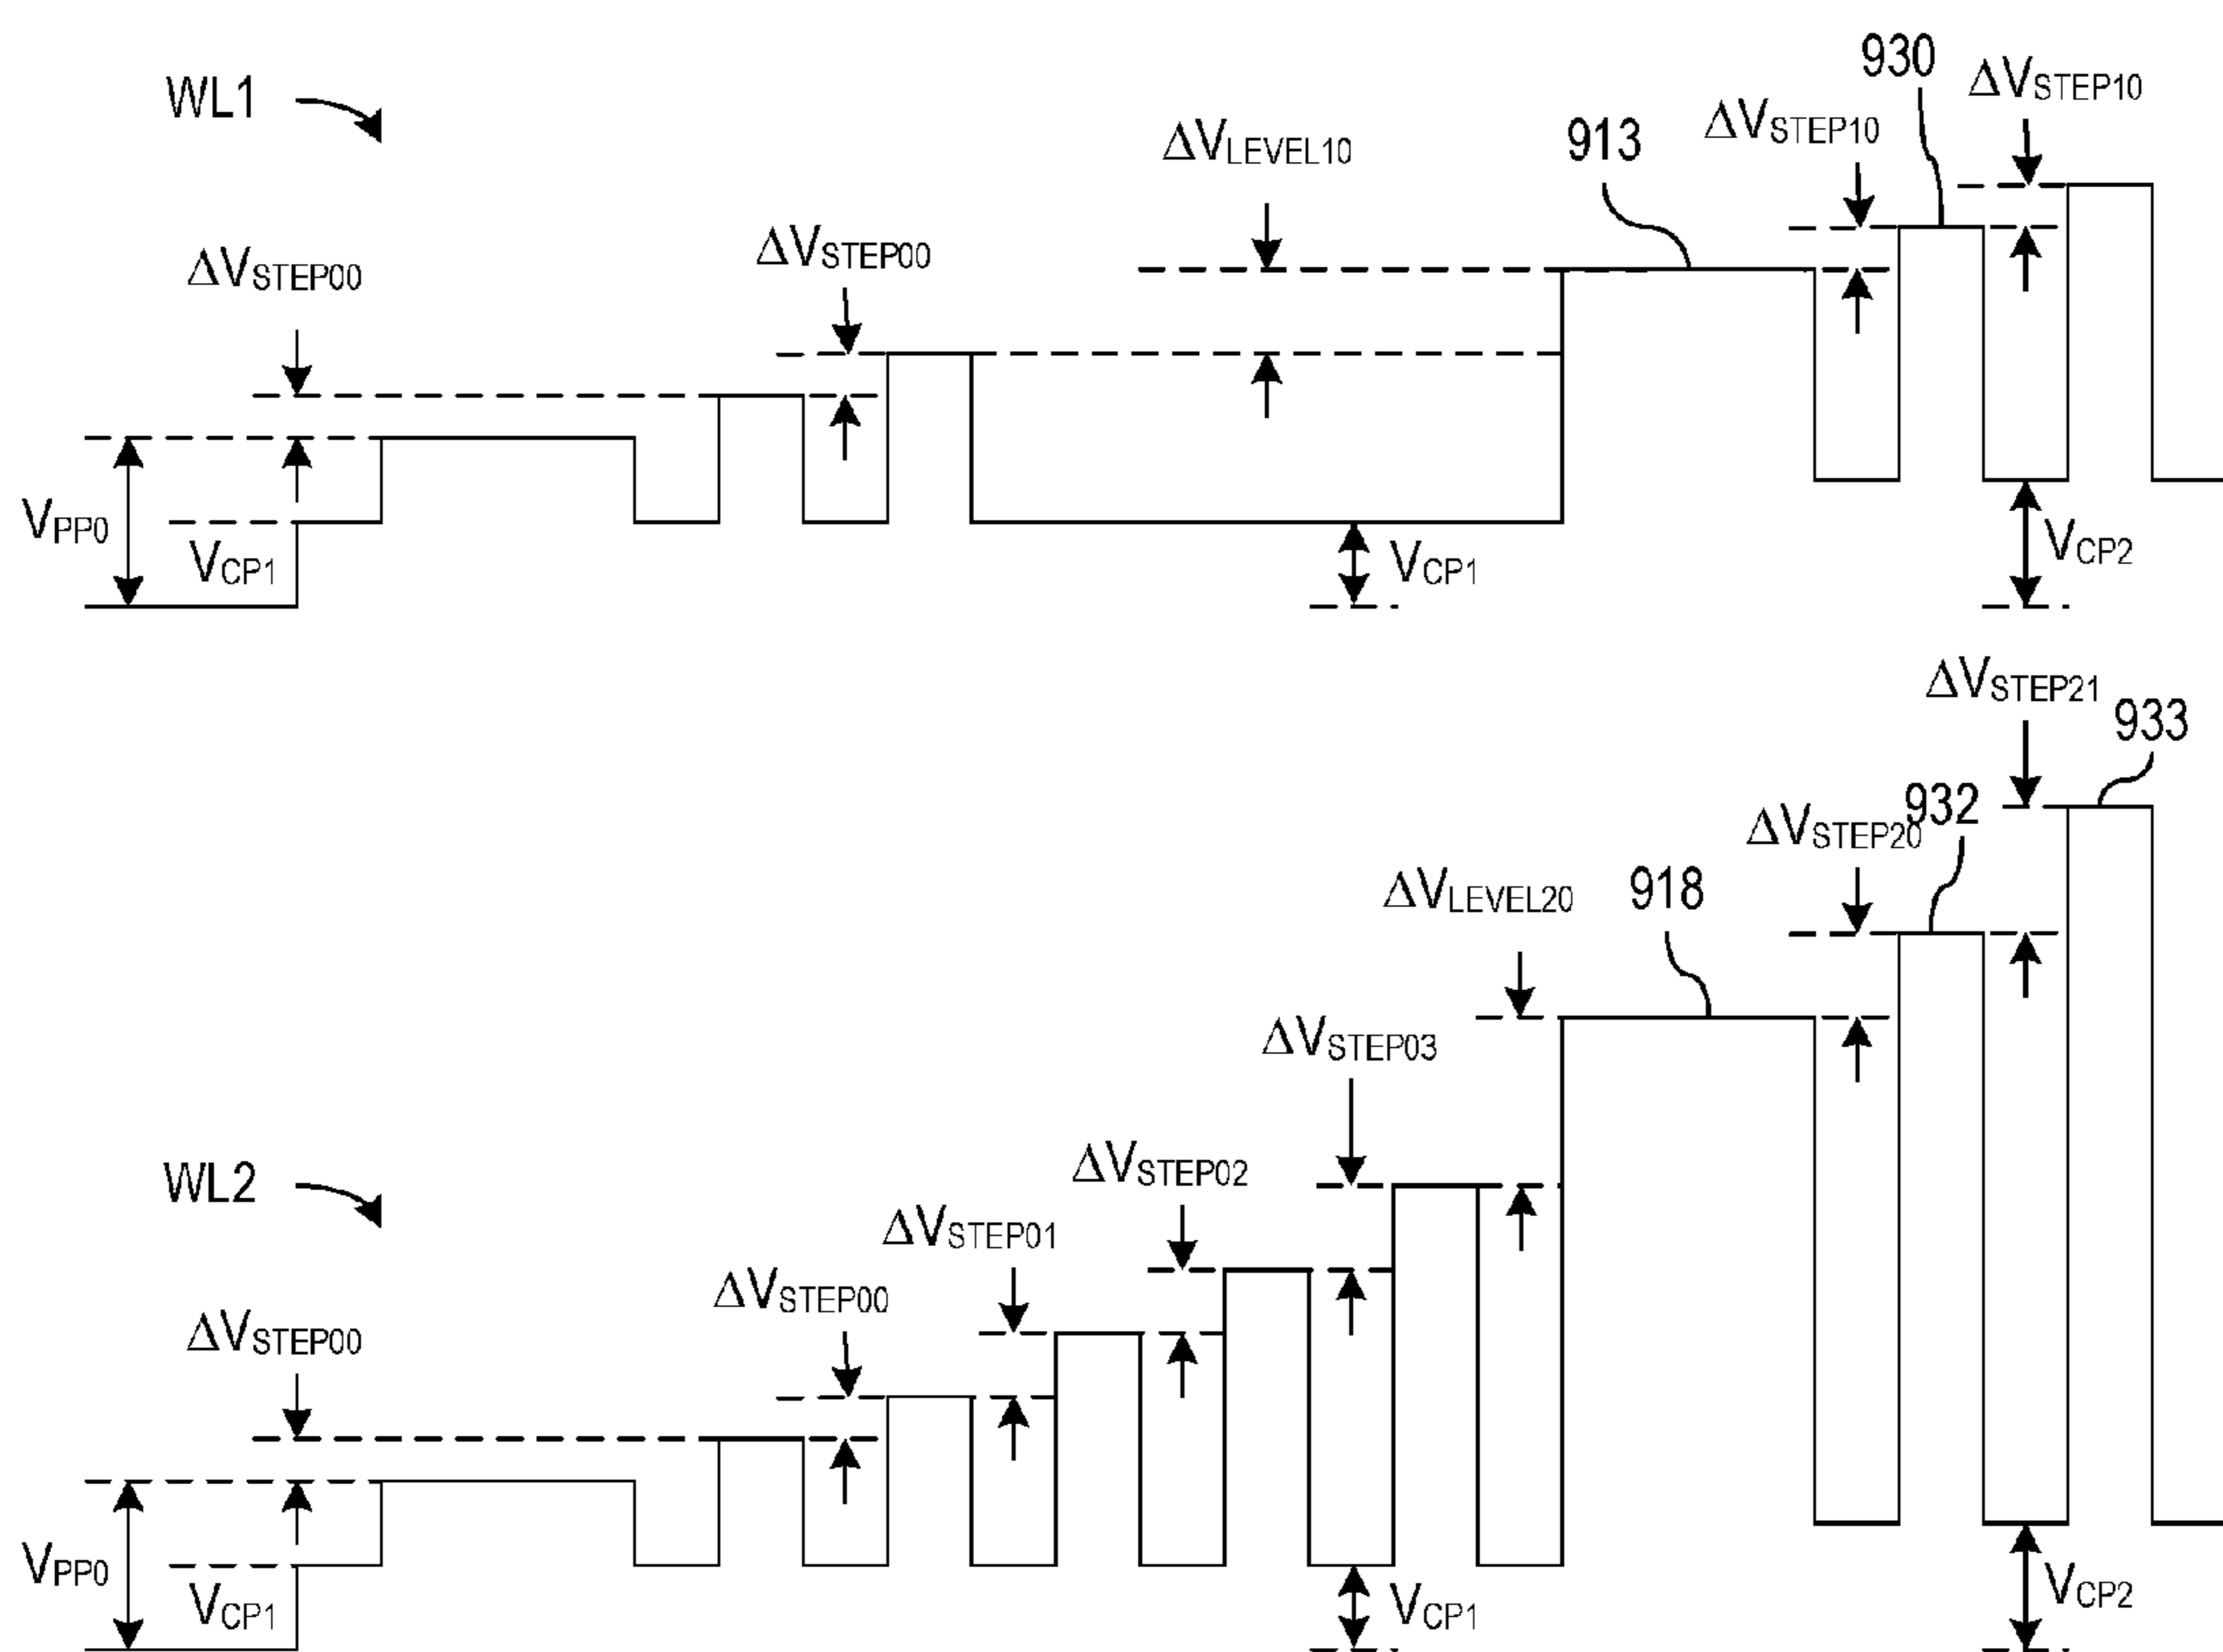 WL1
930
ΔVSTEP10
ΔVSTEP10
913
ΔVLEVEL10
ΔVSTEP00
ΔVSTEP00
VPP0
VCP1
VCP1
VCP2
ΔVSTEP21
933
932
ΔVSTEP20
ΔVLEVEL20
918
ΔVSTEP03
ΔVSTEP02
WL2
ΔVSTEP01
ΔVSTEP00
ΔVSTEP00
VPP0
VCP1
VCP1
VCP2